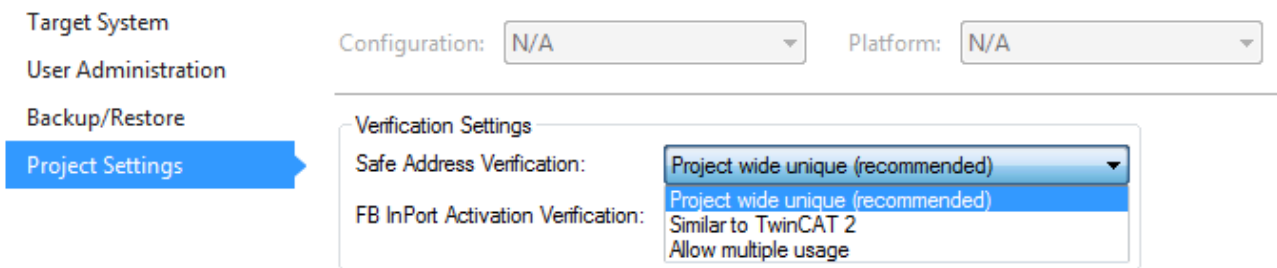 Target System
User Administration
Backup/Restore
Project Settings
Configuration: N/A Platform: N/A
Verification Settings
Safe Address Verification: Project wide unique (recommended)
Project wide unique (recommended)
FB InPort Activation Verification: Similar to TwinCAT 2
Allow multiple usage